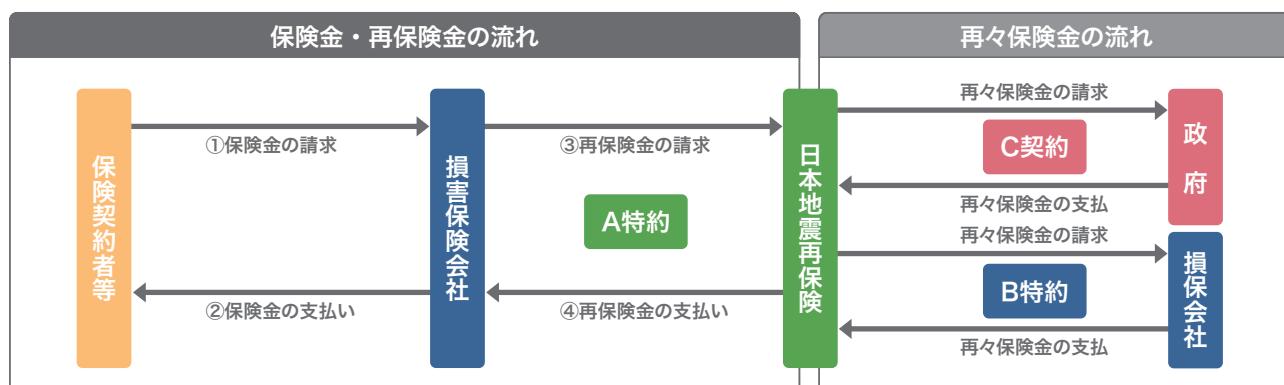 保険金・再保険金の流れ
再々保険金の流れ
保険契約者等
①保険金の請求
②保険金の支払い
損害保険会社
③再保険金の請求
A特約
④再保険金の支払い
日本地震再保険
再々保険金の請求
C契約
再々保険金の支払
政府
再々保険金の請求
B特約
再々保険金の支払
損保会社